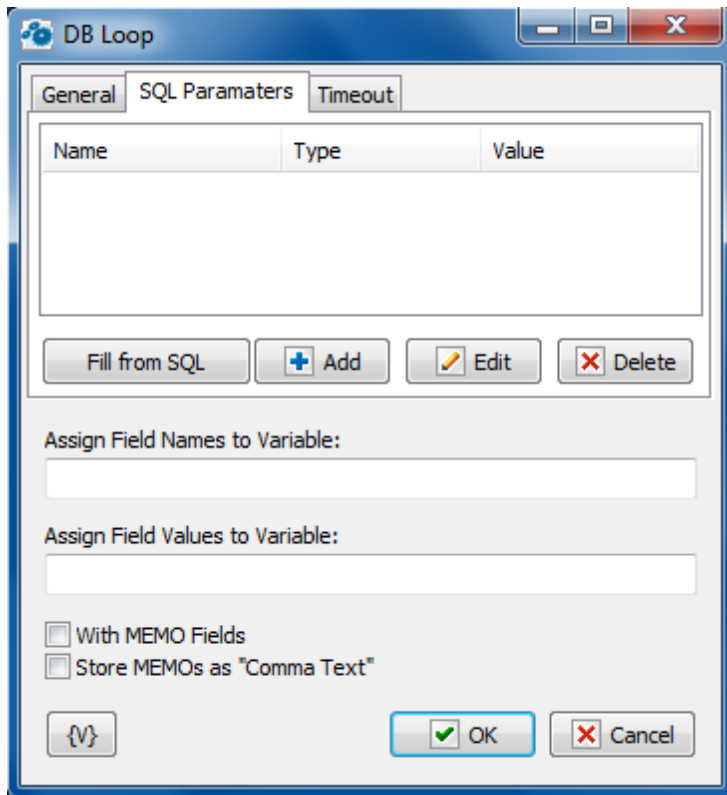 DB Loop
General SQL Paramaters Timeout
Name Type Value
Fill from SQL Add Edit Delete
Assign Field Names to Variable:
Assign Field Values to Variable:
With MEMO Fields
Store MEMOs as "Comma Text"
{V} OK Cancel